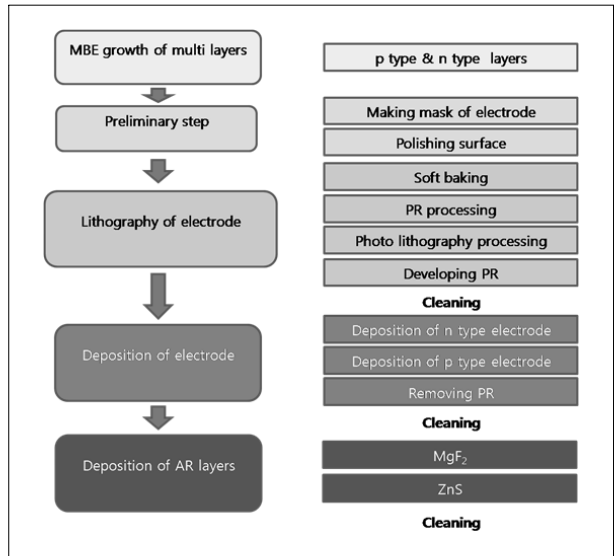 MBE growth of multi layers
p type & n type layers
Preliminary step
Making mask of electrode
Polishing surface
Lithography of electrode
Soft baking
PR processing
Photo lithography processing
Developing PR
Cleaning
Deposition of electrode
Deposition of n type electrode
Deposition of p type electrode
Removing PR
Cleaning
Deposition of AR layers
MgF₂
ZnS
Cleaning